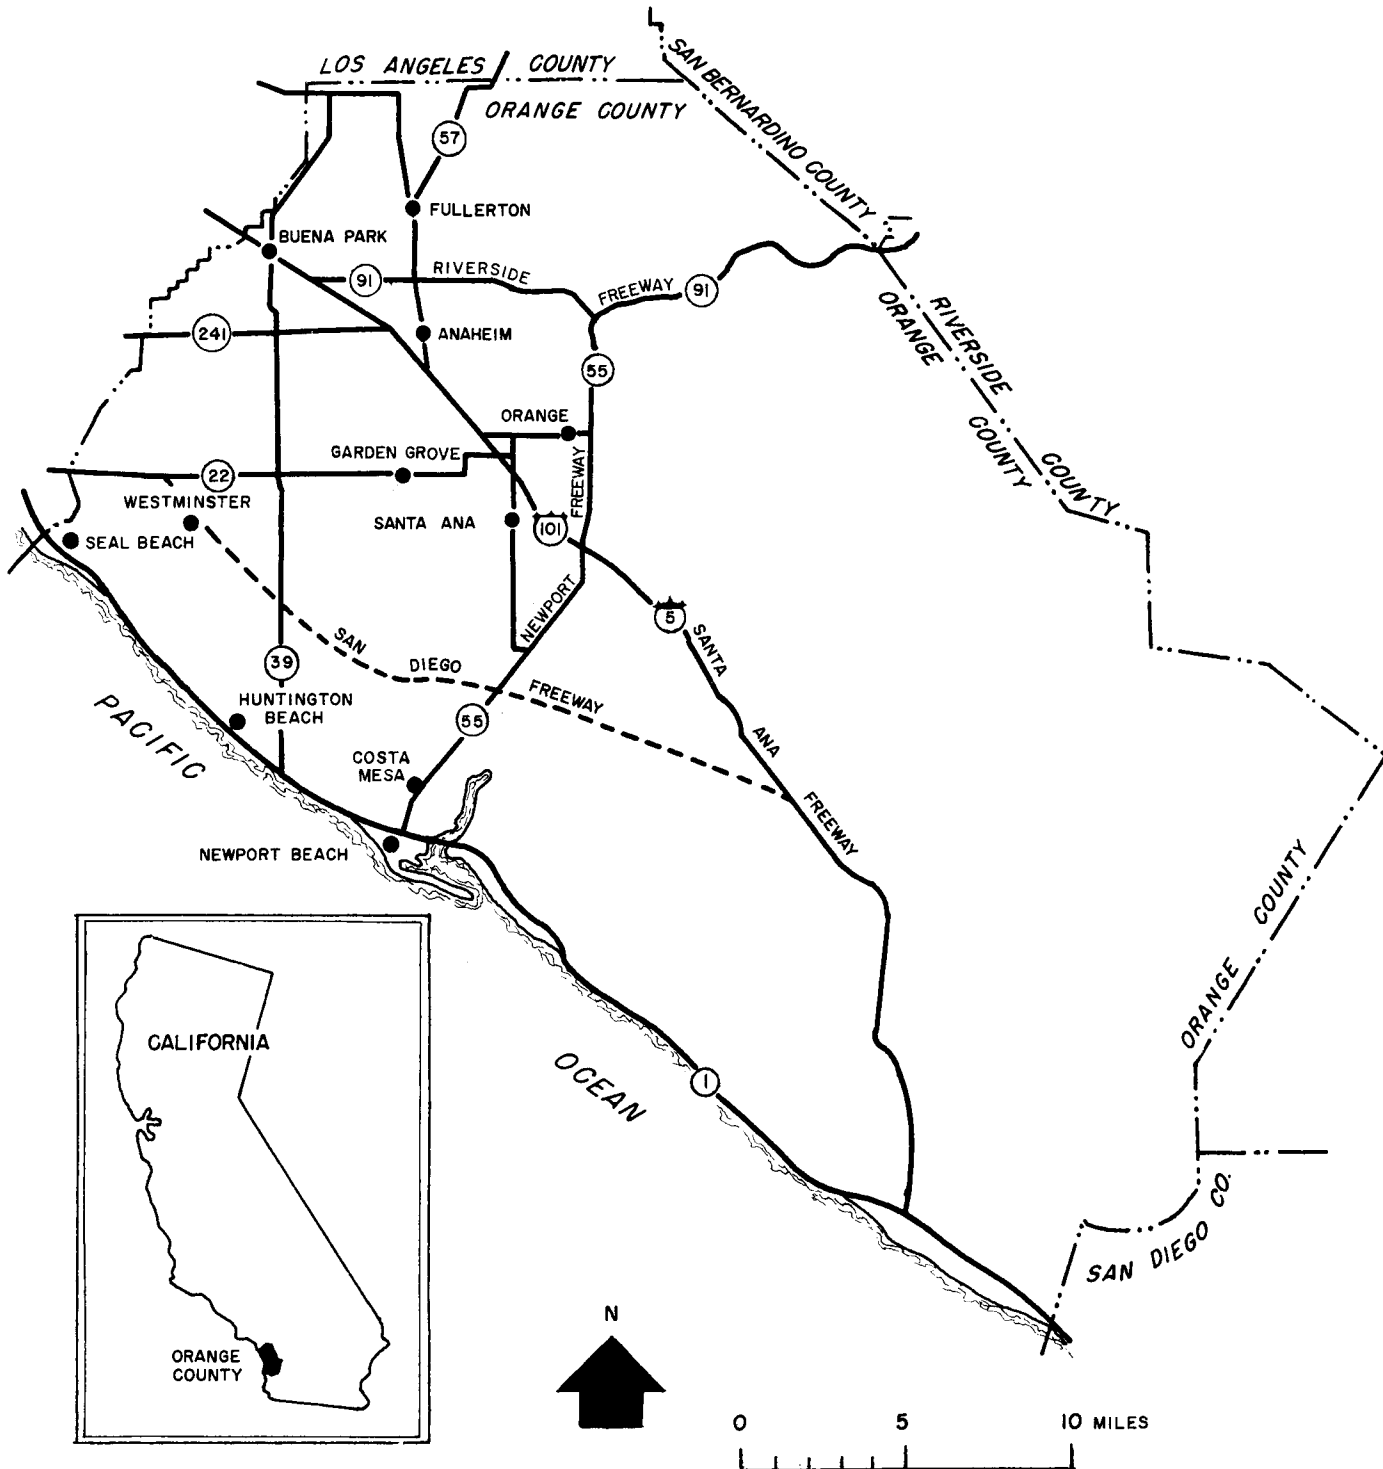 LOS ANGELES COUNTY
ORANGE COUNTY
SAN BERNARDINO COUNTY
57
FULLERTON
BUENA PARK
91
RIVERSIDE
FREEWAY
91
RIVERSIDE COUNTY
ORANGE COUNTY
241
ANAHEIM
55
ORANGE
GARDEN GROVE
FREEWAY
22
WESTMINSTER
SANTA ANA
101
SEAL BEACH
NEWPORT
5
SANTA
ANA
FREEWAY
SAN
DIEGO
FREEWAY
39
HUNTINGTON
BEACH
55
COSTA
MESA
PACIFIC
NEWPORT BEACH
ORANGE COUNTY
CALIFORNIA
OCEAN
1
SAN DIEGO CO.
ORANGE
COUNTY
N
0 5 10 MILES